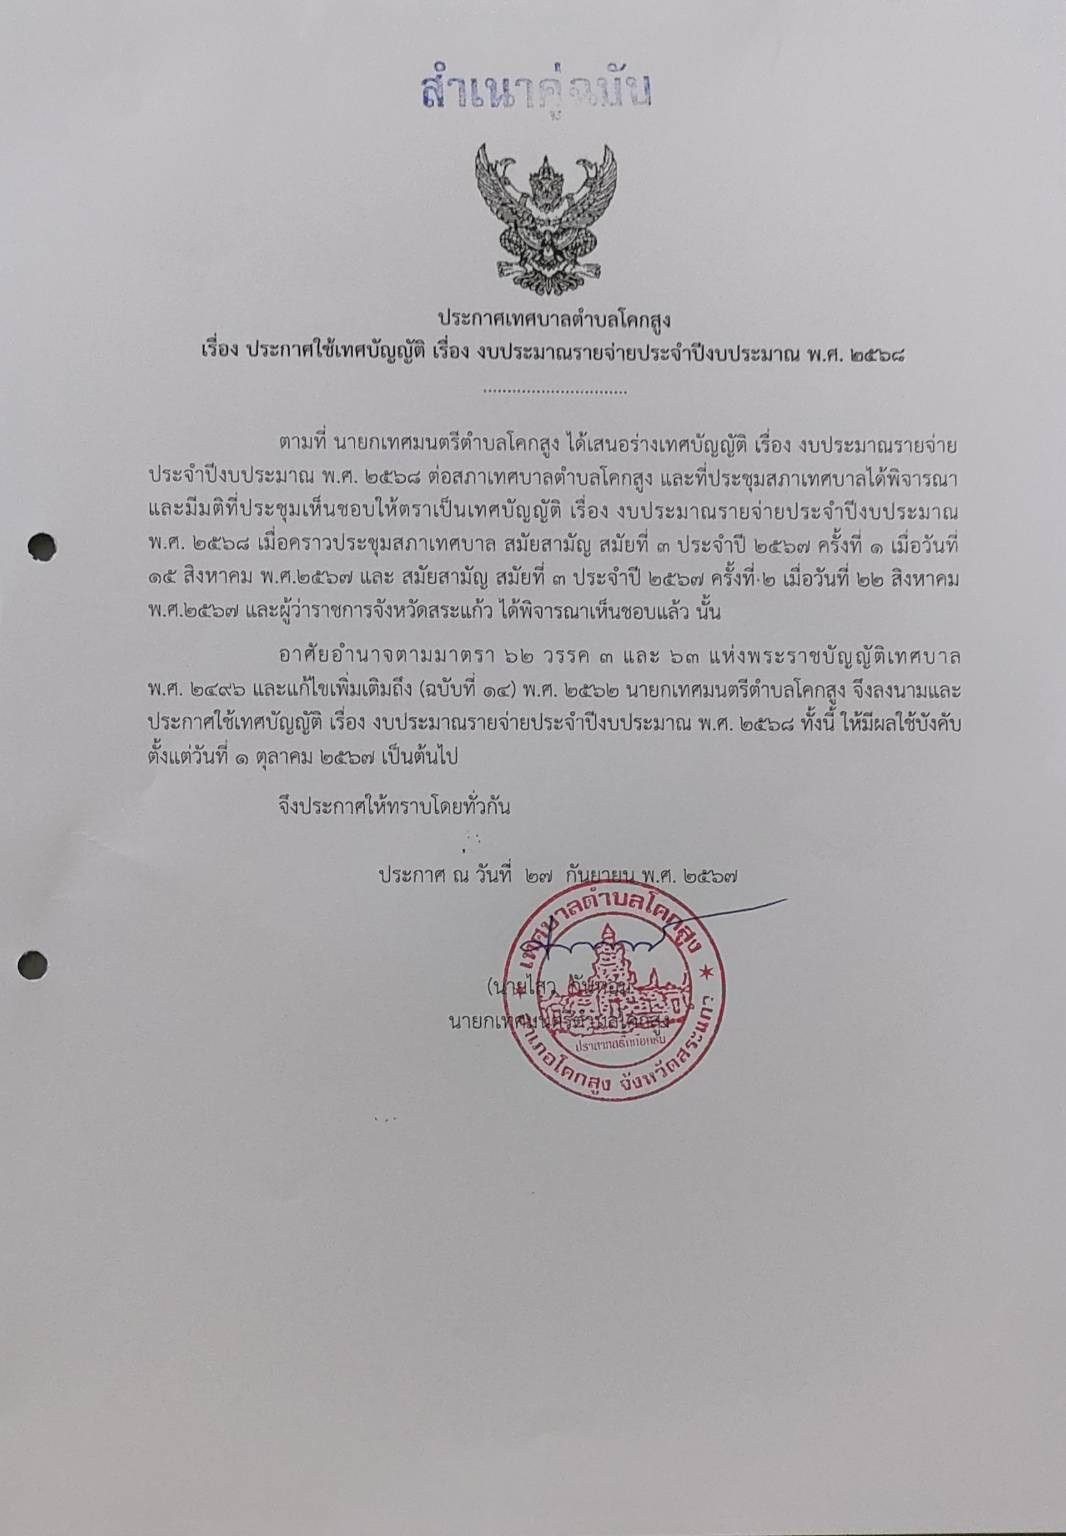 สำเนาคู่ฉบับ
ประกาศเทศบาลตำบลโคกสูง
เรื่อง ประกาศใช้เทศบัญญัติ เรื่อง งบประมาณรายจ่ายประจำปีงบประมาณ พ.ศ. ๒๕๖๘
..............................
ตามที่ นายกเทศมนตรีตำบลโคกสูง ได้เสนอร่างเทศบัญญัติ เรื่อง งบประมาณรายจ่าย
ประจำปีงบประมาณ พ.ศ. ๒๕๖๘ ต่อสภาเทศบาลตำบลโคกสูง และที่ประชุมสภาเทศบาลได้พิจารณา
และมีมติที่ประชุมเห็นชอบให้ตราเป็นเทศบัญญัติ เรื่อง งบประมาณรายจ่ายประจำปีงบประมาณ
พ.ศ. ๒๕๖๘ เมื่อคราวประชุมสภาเทศบาล สมัยสามัญ สมัยที่ ๓ ประจำปี ๒๕๖๗ ครั้งที่ ๑ เมื่อวันที่
๑๕ สิงหาคม พ.ศ.๒๕๖๗ และ สมัยสามัญ สมัยที่ ๓ ประจำปี ๒๕๖๗ ครั้งที่ ๒ เมื่อวันที่ ๒๒ สิงหาคม
พ.ศ.๒๕๖๗ และผู้ว่าราชการจังหวัดสระแก้ว ได้พิจารณาเห็นชอบแล้ว นั้น
อาศัยอำนาจตามมาตรา ๖๒ วรรค ๓ และ ๖๓ แห่งพระราชบัญญัติเทศบาล
พ.ศ. ๒๔๙๖ และแก้ไขเพิ่มเติมถึง (ฉบับที่ ๑๔) พ.ศ. ๒๕๖๒ นายกเทศมนตรีตำบลโคกสูง จึงลงนามและ
ประกาศใช้เทศบัญญัติ เรื่อง งบประมาณรายจ่ายประจำปีงบประมาณ พ.ศ. ๒๕๖๘ ทั้งนี้ ให้มีผลใช้บังคับ
ตั้งแต่วันที่ ๑ ตุลาคม ๒๕๖๗ เป็นต้นไป
จึงประกาศให้ทราบโดยทั่วกัน
ประกาศ ณ วันที่ ๒๗ กันยายน พ.ศ. ๒๕๖๗
เทศบาลตำบลโคกสูง
(นายไสว
นายกเทศมนตรีตำบลโคกสูง
อำเภอโคกสูง จังหวัดสระแก้ว